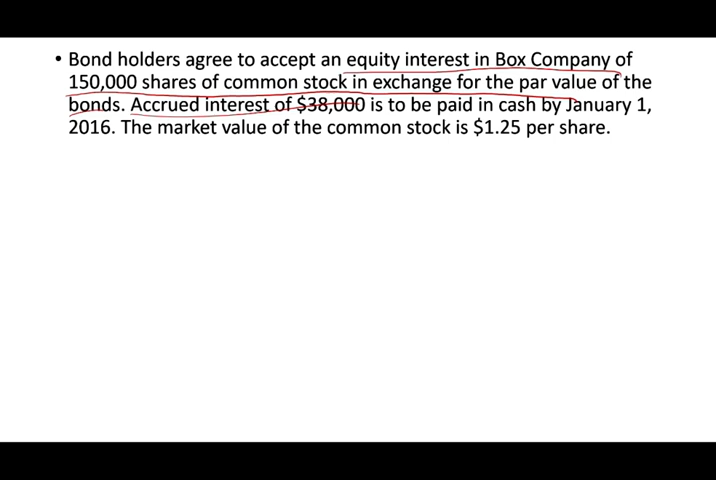 • Bond holders agree to accept an equity interest in Box Company of
150,000 shares of common stock in exchange for the par value of the
bonds. Accrued interest of $38,000 is to be paid in cash by January 1,
2016. The market value of the common stock is $1.25 per share.